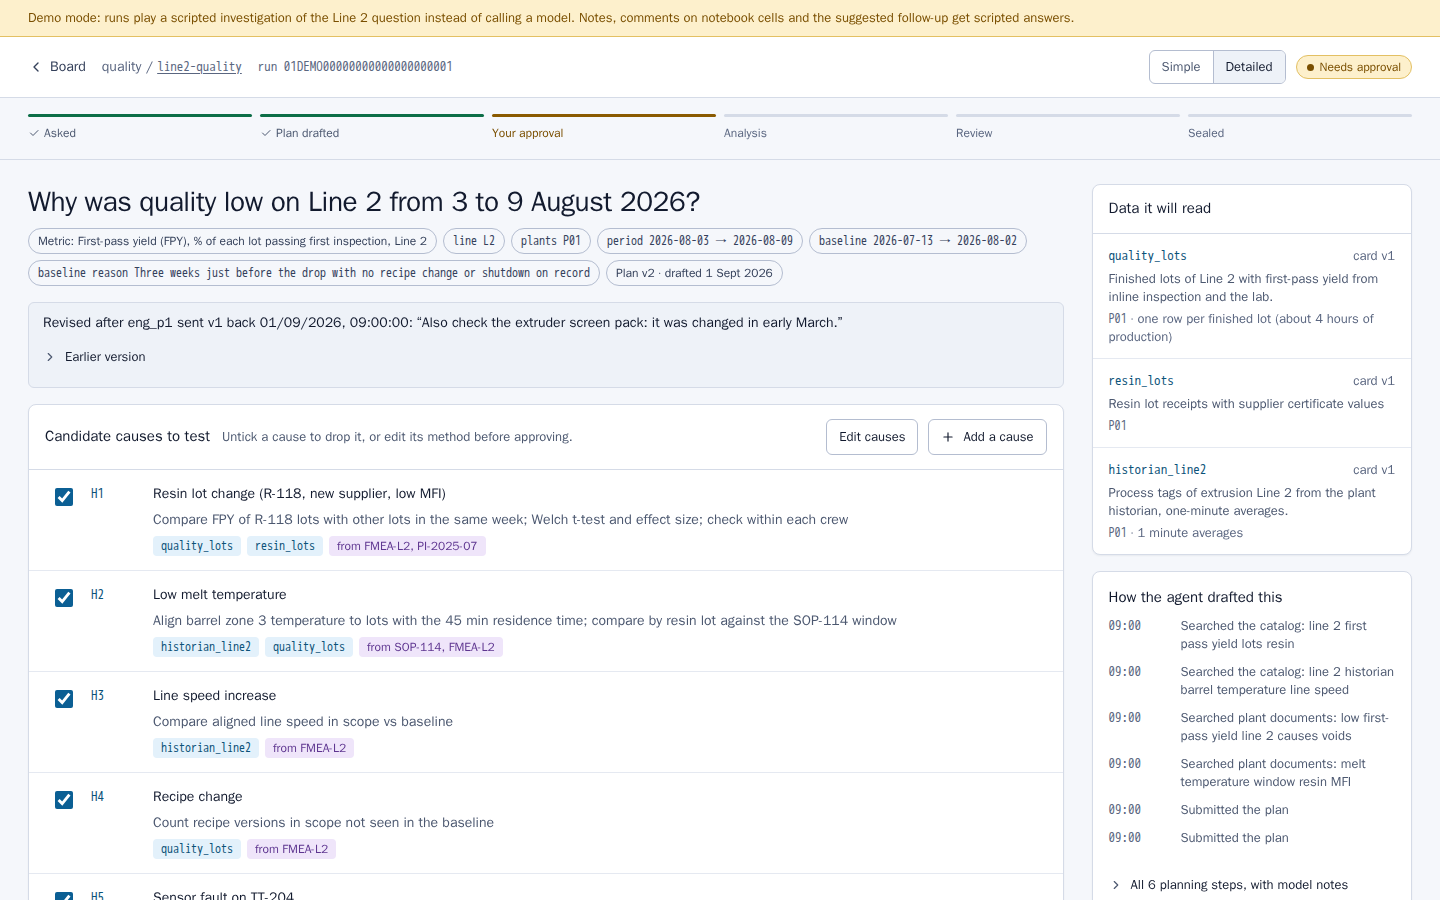 Demo mode: runs play a scripted investigation of the Line 2 question instead of calling a model. Notes, comments on notebook cells and the suggested follow-up get scripted answers.
Board quality / line2-quality run 01DEMO00000000000000000001
Simple Detailed Needs approval
Asked
Plan drafted
Your approval
Analysis
Review
Sealed
Why was quality low on Line 2 from 3 to 9 August 2026?
Metric: First-pass yield (FPY), % of each lot passing first inspection, Line 2
line L2
plants P01
period 2026-08-03 → 2026-08-09
baseline 2026-07-13 → 2026-08-02
baseline reason Three weeks just before the drop with no recipe change or shutdown on record
Plan v2 · drafted 1 Sept 2026
Revised after eng_p1 sent v1 back 01/09/2026, 09:00:00: “Also check the extruder screen pack: it was changed in early March.”
Earlier version
Candidate causes to test Untick a cause to drop it, or edit its method before approving.
Edit causes
Add a cause
H1 Resin lot change (R-118, new supplier, low MFI)
Compare FPY of R-118 lots with other lots in the same week; Welch t-test and effect size; check within each crew
quality_lots resin_lots from FMEA-L2, PI-2025-07
H2 Low melt temperature
Align barrel zone 3 temperature to lots with the 45 min residence time; compare by resin lot against the SOP-114 window
historian_line2 quality_lots from SOP-114, FMEA-L2
H3 Line speed increase
Compare aligned line speed in scope vs baseline
historian_line2 from FMEA-L2
H4 Recipe change
Count recipe versions in scope not seen in the baseline
quality_lots from FMEA-L2
H5 Sensor fault on TT-204
Data it will read
quality_lots card v1
Finished lots of Line 2 with first-pass yield from
inline inspection and the lab.
P01 · one row per finished lot (about 4 hours of
production)
resin_lots card v1
Resin lot receipts with supplier certificate values
P01
historian_line2 card v1
Process tags of extrusion Line 2 from the plant
historian, one-minute averages.
P01 · 1 minute averages
How the agent drafted this
09:00 Searched the catalog: line 2 first
pass yield lots resin
09:00 Searched the catalog: line 2 historian
barrel temperature line speed
09:00 Searched plant documents: low first-
pass yield line 2 causes voids
09:00 Searched plant documents: melt
temperature window resin MFI
09:00 Submitted the plan
09:00 Submitted the plan
All 6 planning steps, with model notes